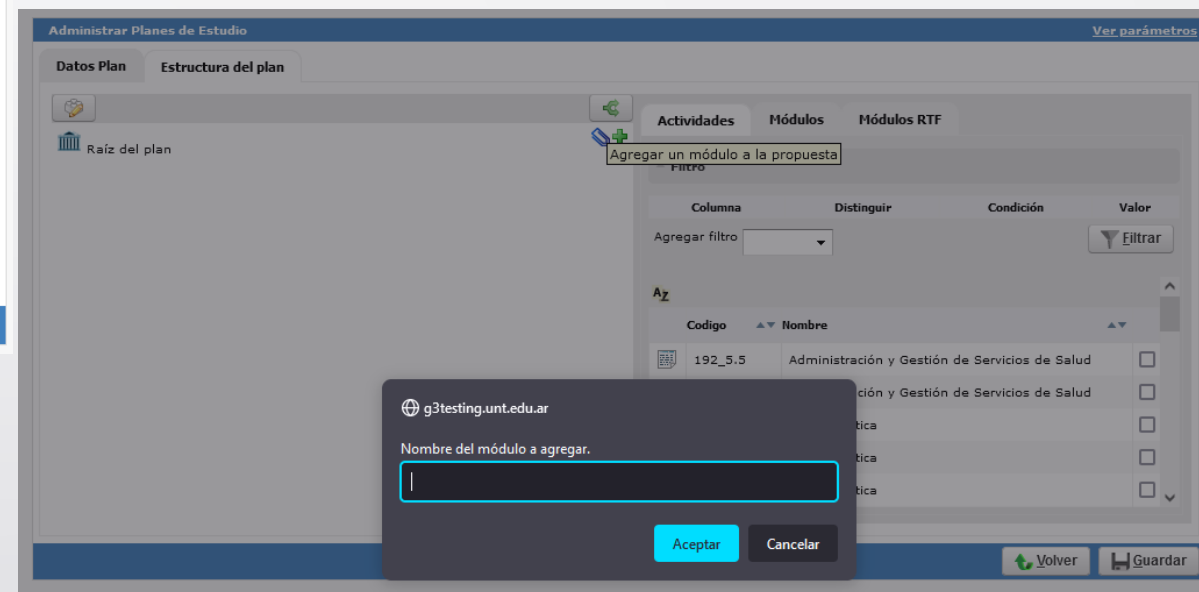 Administrar Planes de Estudio Ver parámetros
Datos Plan Estructura del plan
Raíz del plan
Actividades Módulos Módulos RTF
Agregar un módulo a la propuesta
Filtro
Columna Distinguir Condición Valor
Agregar filtro Filtrar
AZ
Codigo Nombre
192_5.5 Administración y Gestión de Servicios de Salud
ción y Gestión de Servicios de Salud
tica
tica
tica
g3testing.unt.edu.ar
Nombre del módulo a agregar.
Aceptar Cancelar
Volver Guardar